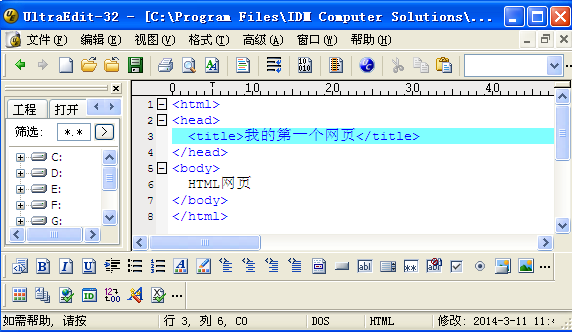 UltraEdit-32 - [C:\Program Files\IDM Computer Solutions\...
文件(F) 编辑(E) 视图(V) 格式(T) 高级(A) 窗口(W) 帮助(H)
工程 打开
筛选: *.* >
C:
D:
E:
F:
G:
0 10 20 30 40
1 <html>
2 <head>
3 <title>我的第一个网页</title>
4 </head>
5 <body>
6 HTML网页
7 </body>
8 </html>
如需帮助, 请按 行 3, 列 6, C0 DOS HTML 修改: 2014-3-11 11: